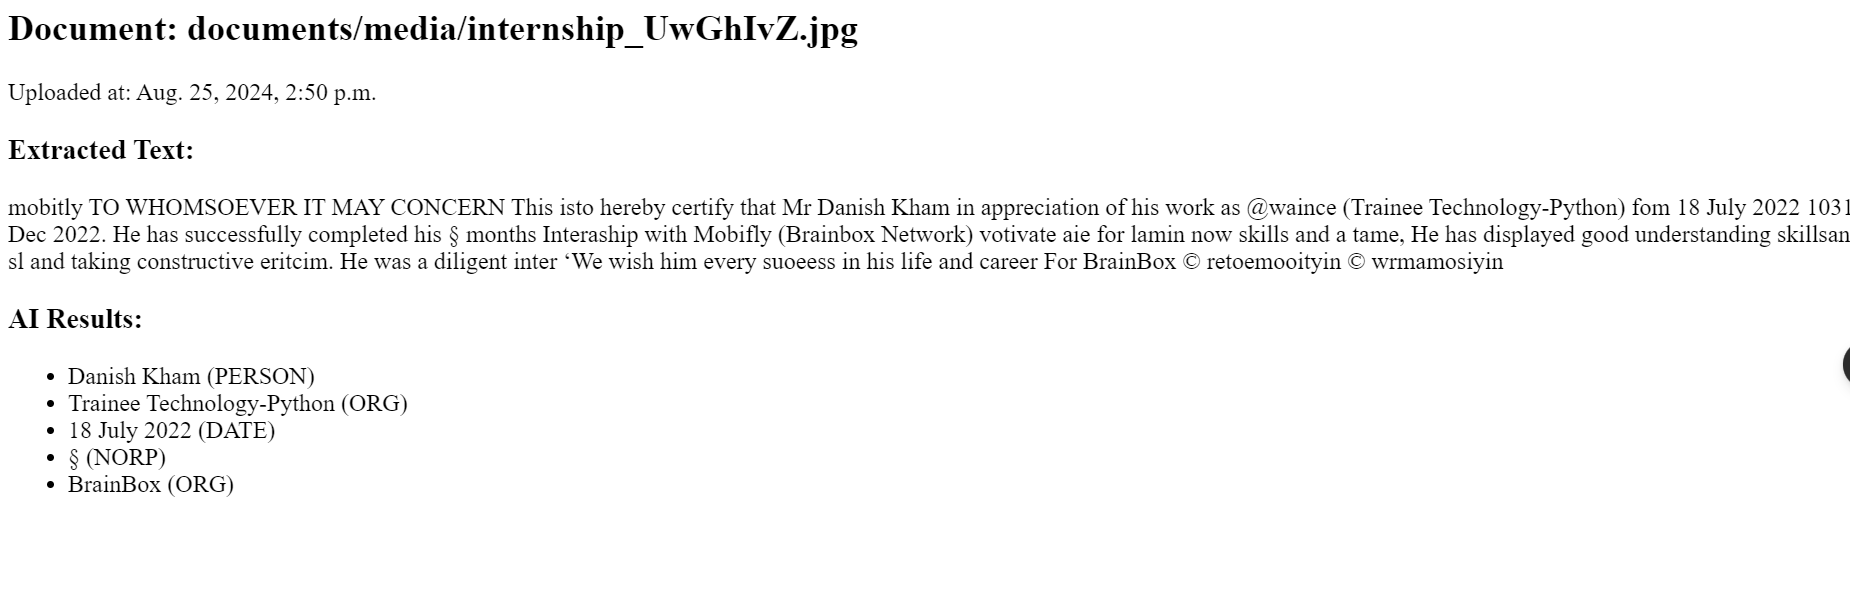 Document: documents/media/internship_UwGhIvZ.jpg
Uploaded at: Aug. 25, 2024, 2:50 p.m.
Extracted Text:
mobitly TO WHOMSOEVER IT MAY CONCERN This isto hereby certify that Mr Danish Kham in appreciation of his work as @waince (Trainee Technology-Python) fom 18 July 2022 1031
Dec 2022. He has successfully completed his § months Interaship with Mobifly (Brainbox Network) votivate aie for lamin now skills and a tame, He has displayed good understanding skillsan
sl and taking constructive eritcim. He was a diligent inter ‘We wish him every suoeess in his life and career For BrainBox © retoemooityin © wrmamosiyin
AI Results:
• Danish Kham (PERSON)
• Trainee Technology-Python (ORG)
• 18 July 2022 (DATE)
• § (NORP)
• BrainBox (ORG)